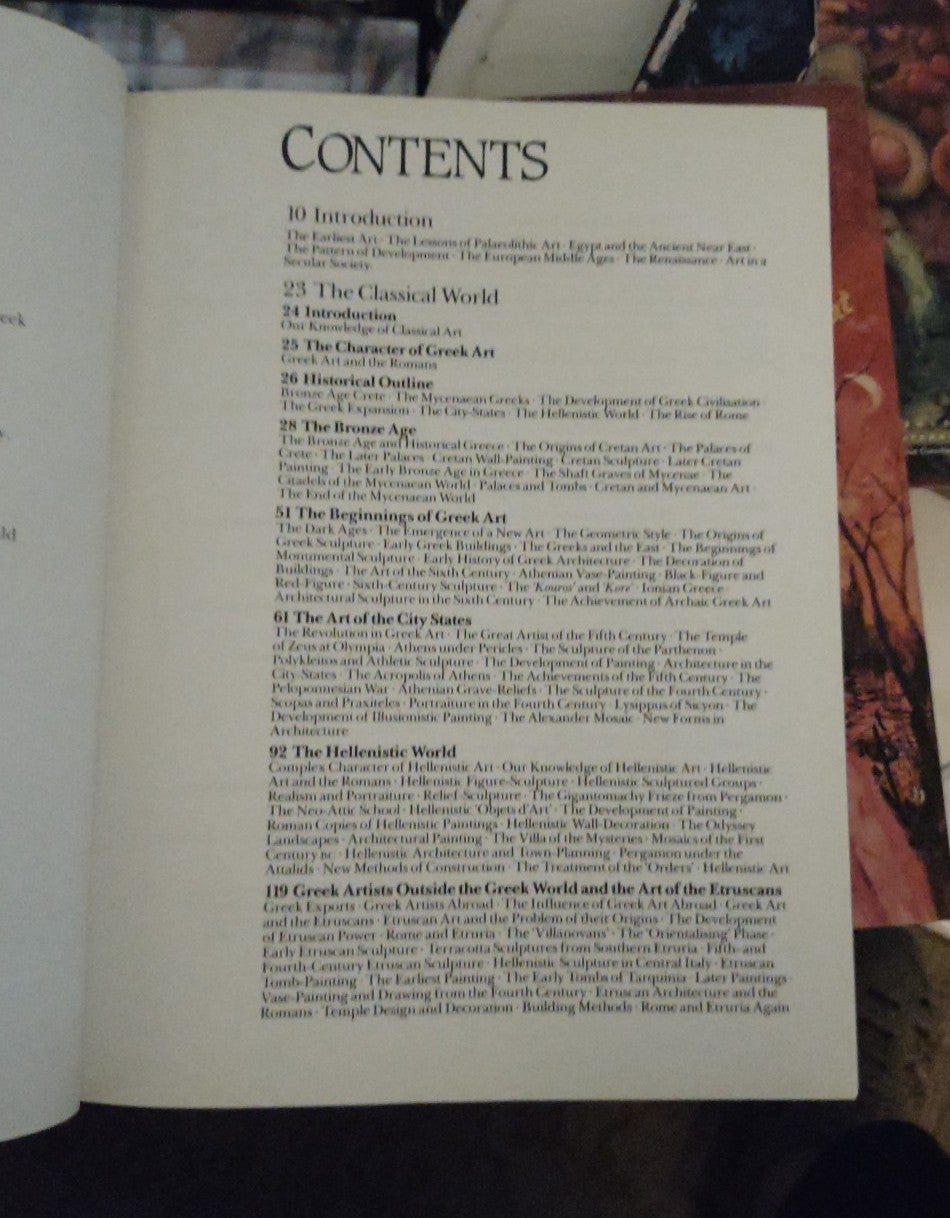 eek
ld
CONTENTS
10 Introduction
The Earliest Art · The Lessons of Palaeolithic Art · Egypt and the Ancient Near East ·
The Pattern of Development · The European Middle Ages · The Renaissance · Art in a
Secular Society
23 The Classical World
24 Introduction
Our Knowledge of Classical Art
25 The Character of Greek Art
Greek Art and the Romans
26 Historical Outline
Bronze Age Crete · The Mycenaean Greeks · The Development of Greek Civilisation ·
The Greek Expansion · The City-States · The Hellenistic World · The Rise of Rome
28 The Bronze Age
The Bronze Age and Historical Greece · The Origins of Cretan Art · The Palaces of
Crete · The Later Palaces · Cretan Wall-Painting · Cretan Sculpture · Later Cretan
Painting · The Early Bronze Age in Greece · The Shaft Graves of Mycenae · The
Citadels of the Mycenaean World · Palaces and Tombs · Cretan and Mycenaean Art ·
The End of the Mycenaean World
51 The Beginnings of Greek Art
The Dark Ages · The Emergence of a New Art · The Geometric Style · The Origins of
Greek Sculpture · Early Greek Buildings · The Greeks and the East · The Beginnings of
Monumental Sculpture · Early History of Greek Architecture · The Decoration of
Buildings · The Art of the Sixth Century · Athenian Vase-Painting · Black-Figure and
Red-Figure · Sixth-Century Sculpture · The 'Kouros' and 'Kore' · Ionian Greece ·
Architectural Sculpture in the Sixth Century · The Achievement of Archaic Greek Art
61 The Art of the City States
The Revolution in Greek Art · The Great Artist of the Fifth Century · The Temple
of Zeus at Olympia · Athens under Pericles · The Sculpture of the Parthenon ·
Polykleitos and Athletic Sculpture · The Development of Painting · Architecture in the
City-States · The Acropolis of Athens · The Achievements of the Fifth Century · The
Peloponnesian War · Athenian Grave-Reliefs · The Sculpture of the Fourth Century ·
Scopas and Praxiteles · Portraiture in the Fourth Century · Lysippus of Sicyon · The
Development of Illusionistic Painting · The Alexander Mosaic · New Forms in
Architecture
92 The Hellenistic World
Complex Character of Hellenistic Art · Our Knowledge of Hellenistic Art · Hellenistic
Art and the Romans · Hellenistic Figure-Sculpture · Hellenistic Sculptured Groups ·
Realism and Portraiture · Relief-Sculpture · The Gigantomachy Frieze from Pergamon ·
The Neo-Attic School · Hellenistic 'Objets d'Art' · The Development of Painting ·
Roman Copies of Hellenistic Paintings · Hellenistic Wall-Decoration · The Odyssey
Landscapes · Architectural Painting · The Villa of the Mysteries · Mosaics of the First
Century BC · Hellenistic Architecture and Town-Planning · Pergamon under the
Attalids · New Methods of Construction · The Treatment of the 'Orders' · Hellenistic Art
119 Greek Artists Outside the Greek World and the Art of the Etruscans
Greek Exports · Greek Artists Abroad · The Influence of Greek Art Abroad · Greek Art
and the Etruscans · Etruscan Art and the Problem of their Origins · The Development
of Etruscan Power · Rome and Etruria · The 'Villanovans' · The 'Orientalising' Phase ·
Early Etruscan Sculpture · Terracotta Sculptures from Southern Etruria · Fifth- and
Fourth-Century Etruscan Sculpture · Hellenistic Sculpture in Central Italy · Etruscan
Tomb-Painting · The Earliest Painting · The Early Tombs of Tarquinia · Later Paintings ·
Vase-Painting and Drawing from the Fourth Century · Etruscan Architecture and the
Romans · Temple Design and Decoration · Building Methods · Rome and Etruria Again